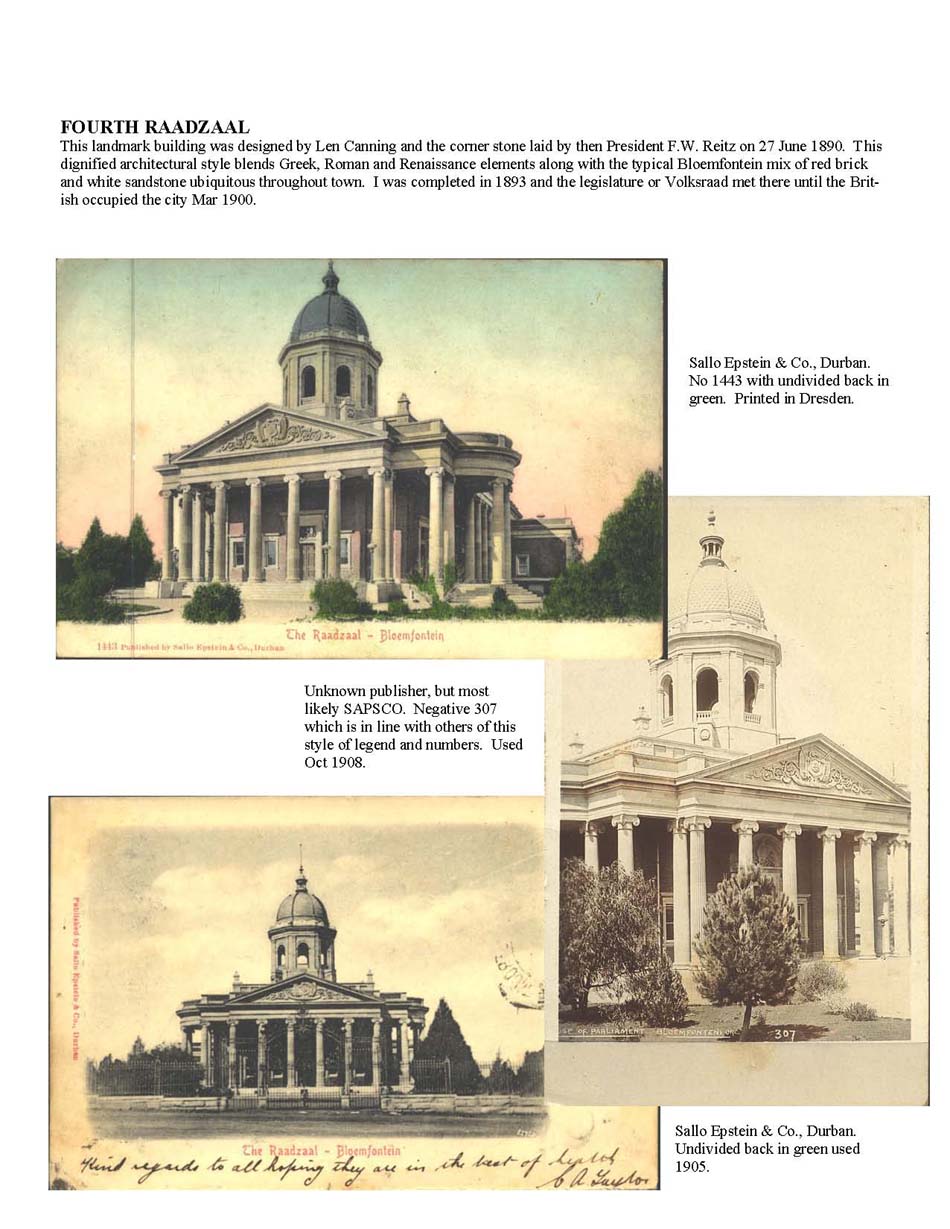 FOURTH RAADZAAL
This landmark building was designed by Len Canning and the corner stone laid by then President F.W. Reitz on 27 June 1890.  This
dignified architectural style blends Greek, Roman and Renaissance elements along with the typical Bloemfontein mix of red brick
and white sandstone ubiquitous throughout town.  I was completed in 1893 and the legislature or Volksraad met there until the Brit-
ish occupied the city Mar 1900.
Sallo Epstein & Co., Durban.
No 1443 with undivided back in
green.  Printed in Dresden.
The Raadzaal - Bloemfontein
1443 Published by Sallo Epstein & Co., Durban
Unknown publisher, but most
likely SAPSCO.  Negative 307
which is in line with others of this
style of legend and numbers.  Used
Oct 1908.
SE OF PARLIAMENT BLOEMFONTEIN. 307
Published by Sallo Epstein & Co., Durban
The Raadzaal - Bloemfontein
Kind regards to all hoping they are in the best of health
C A Taylor
Sallo Epstein & Co., Durban.
Undivided back in green used
1905.